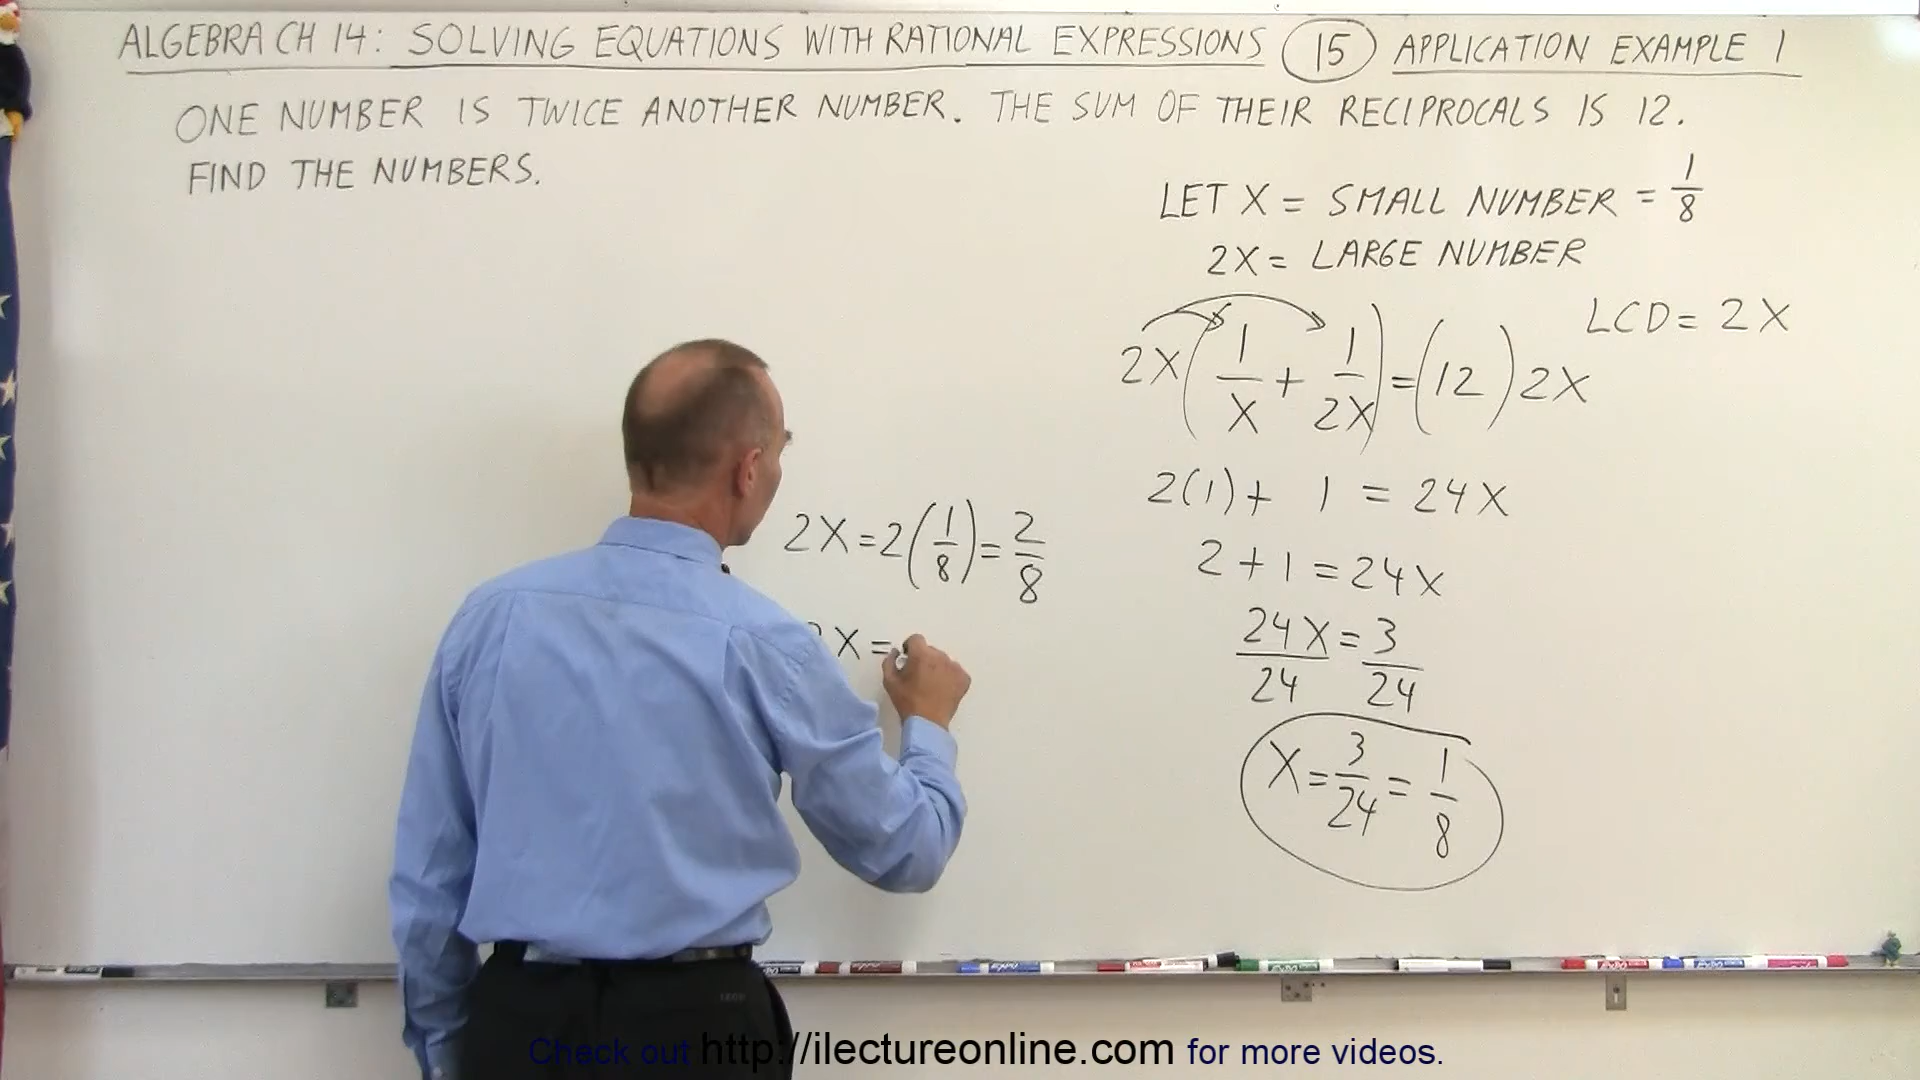 ALGEBRA CH 14: SOLVING EQUATIONS WITH RATIONAL EXPRESSIONS 15 APPLICATION EXAMPLE 1
ONE NUMBER IS TWICE ANOTHER NUMBER. THE SUM OF THEIR RECIPROCALS IS 12.
FIND THE NUMBERS.
LET X = SMALL NUMBER = 1/8
2X = LARGE NUMBER
LCD = 2X
2X(1/X + 1/2X) = (12)2X
2(1) + 1 = 24X
2 + 1 = 24X
24X/24 = 3/24
X = 3/24 = 1/8
2X = 2(1/8) = 2/8
X =
Check out http://ilectureonline.com for more videos.